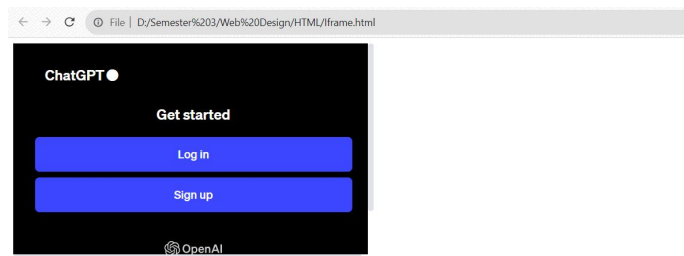 File | D:/Semester%203/Web%20Design/HTML/Iframe.html
ChatGPT
Get started
Log in
Sign up
OpenAI